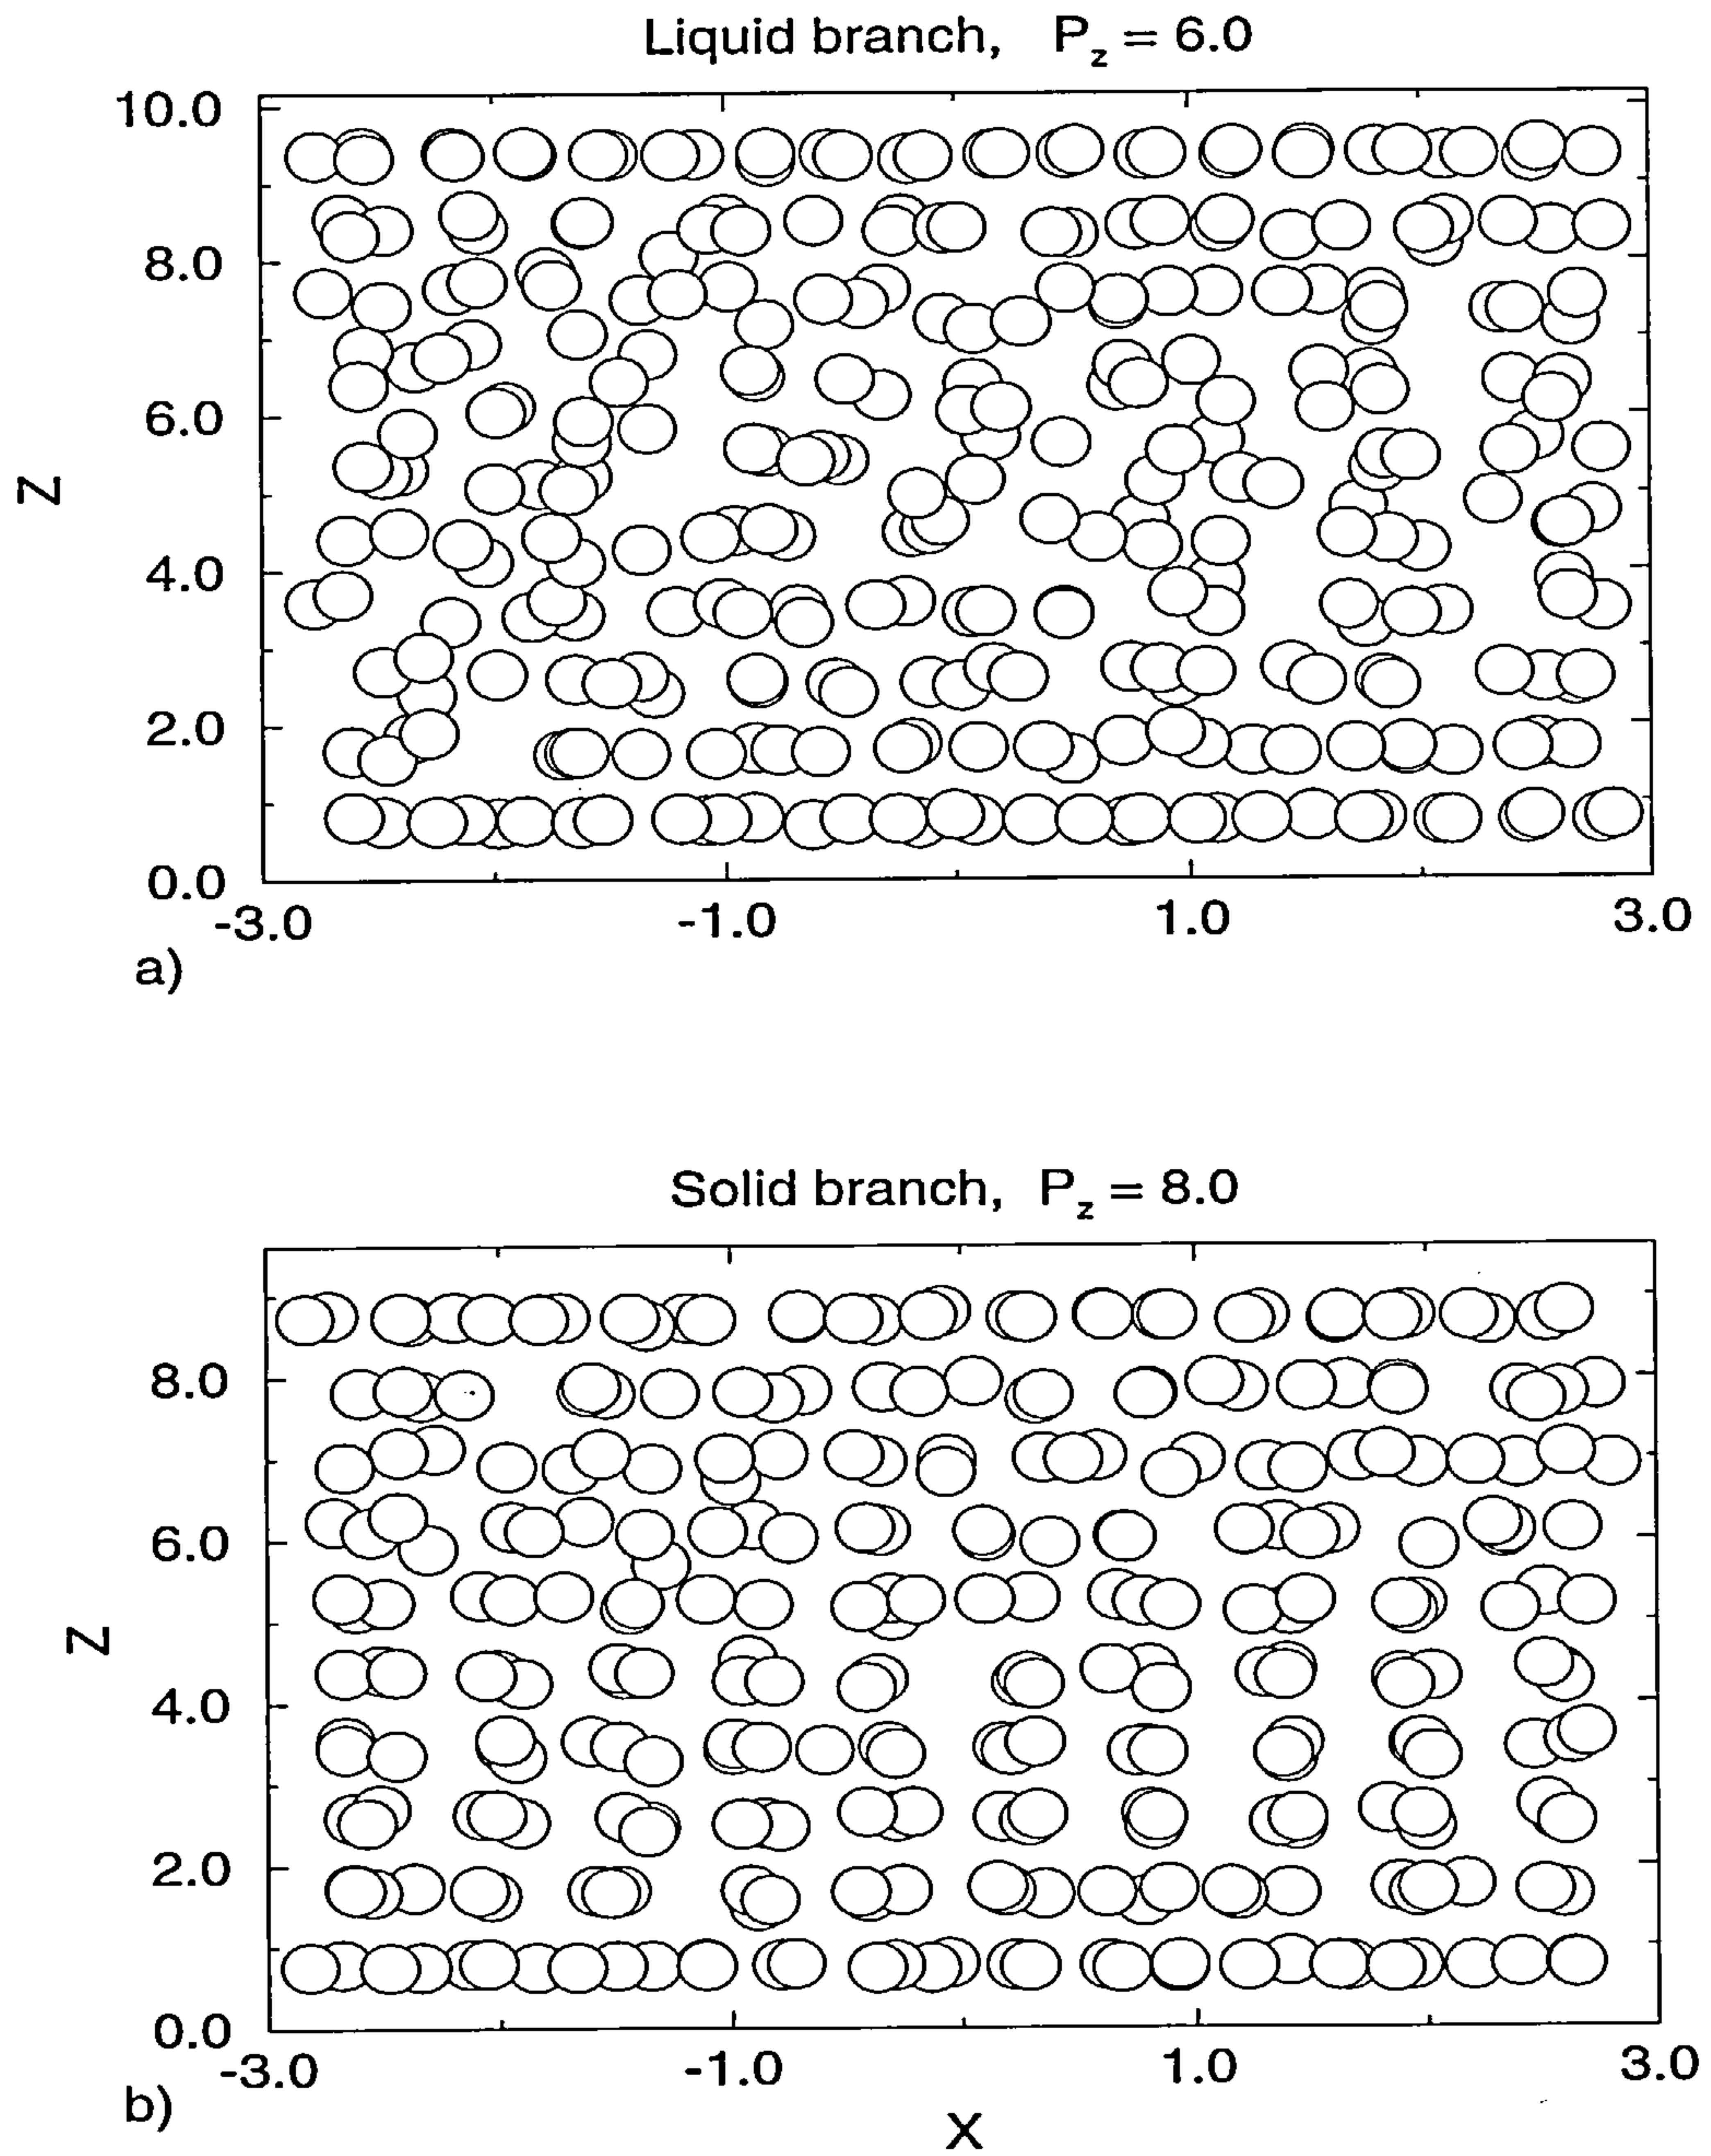 Liquid branch, P_z = 6.0
10.0
8.0
6.0
Z
4.0
2.0
0.0
-3.0 -1.0 1.0 3.0
a)
Solid branch, P_z = 8.0
8.0
6.0
Z
4.0
2.0
0.0
-3.0 -1.0 1.0 3.0
b)
X